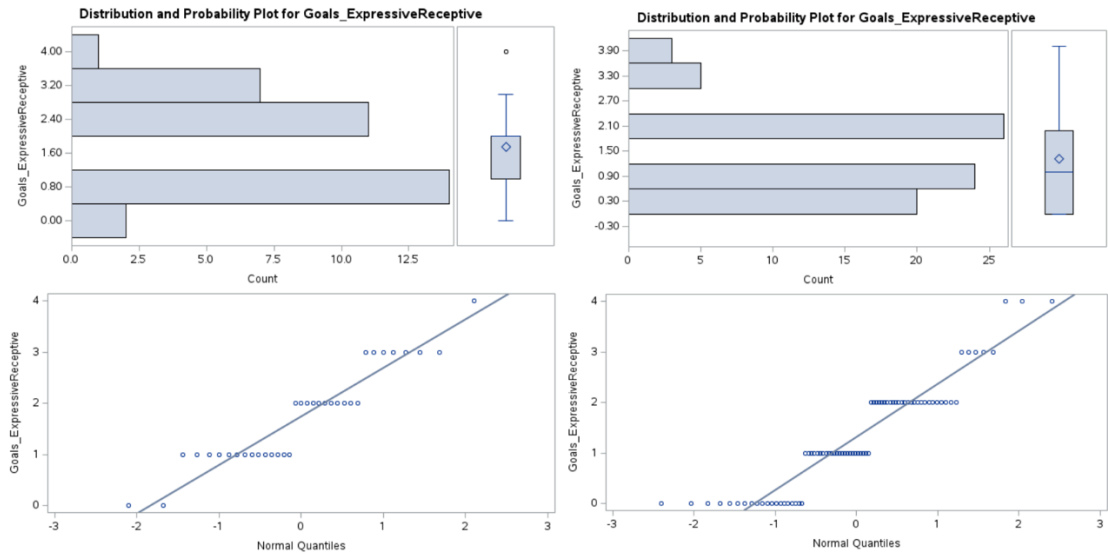 Distribution and Probability Plot for Goals_ExpressiveReceptive
Goals_ExpressiveReceptive
4.00
3.20
2.40
1.60
0.80
0.00
0.0 2.5 5.0 7.5 10.0 12.5
Count
Goals_ExpressiveReceptive
4
3
2
1
0
-3 -2 -1 0 1 2 3
Normal Quantiles
Distribution and Probability Plot for Goals_ExpressiveReceptive
Goals_ExpressiveReceptive
3.90
3.30
2.70
2.10
1.50
0.90
0.30
-0.30
0 5 10 15 20 25
Count
Goals_ExpressiveReceptive
4
3
2
1
0
-3 -2 -1 0 1 2 3
Normal Quantiles